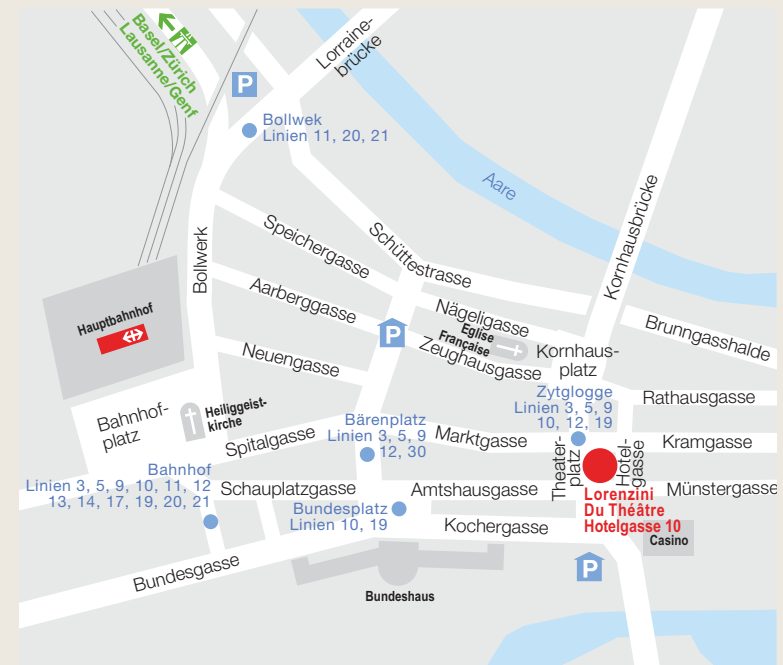 Basel/Zürich
Lausanne/Genf
P
Lorraine-
brücke
Bollwek
Linien 11, 20, 21
Aare
Kornhausbrücke
Bollwerk
Speichergasse
Schüttestrasse
Hauptbahnhof
Aarberggasse
P
Nägeligasse
Eglise
Française
Zeughausgasse
Kornhaus-
platz
Brunngasshalde
Neuengasse
Rathausgasse
Bahnhof-
platz
Heiliggeist-
kirche
Spitalgasse
Bärenplatz
Linien 3, 5, 9
12, 30
Marktgasse
Zytglogge
Linien 3, 5, 9
10, 12, 19
Kramgasse
Theater-
platz
Hotel-
gasse
Bahnhof
Linien 3, 5, 9, 10, 11, 12
13, 14, 17, 19, 20, 21
Schauplatzgasse
Amtshausgasse
Münstergasse
Bundesplatz
Linien 10, 19
Lorenzini
Du Théâtre
Hotelgasse 10
Kochergasse
Casino
Bundesgasse
Bundeshaus
P